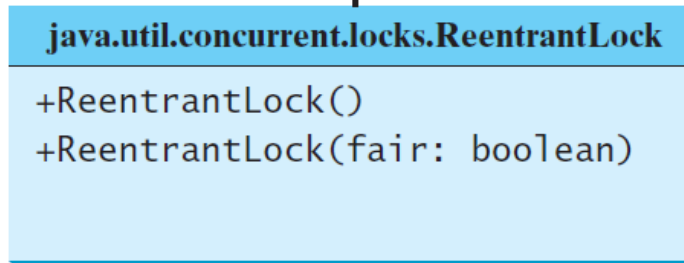 java.util.concurrent.locks.ReentrantLock
+ReentrantLock()
+ReentrantLock(fair: boolean)